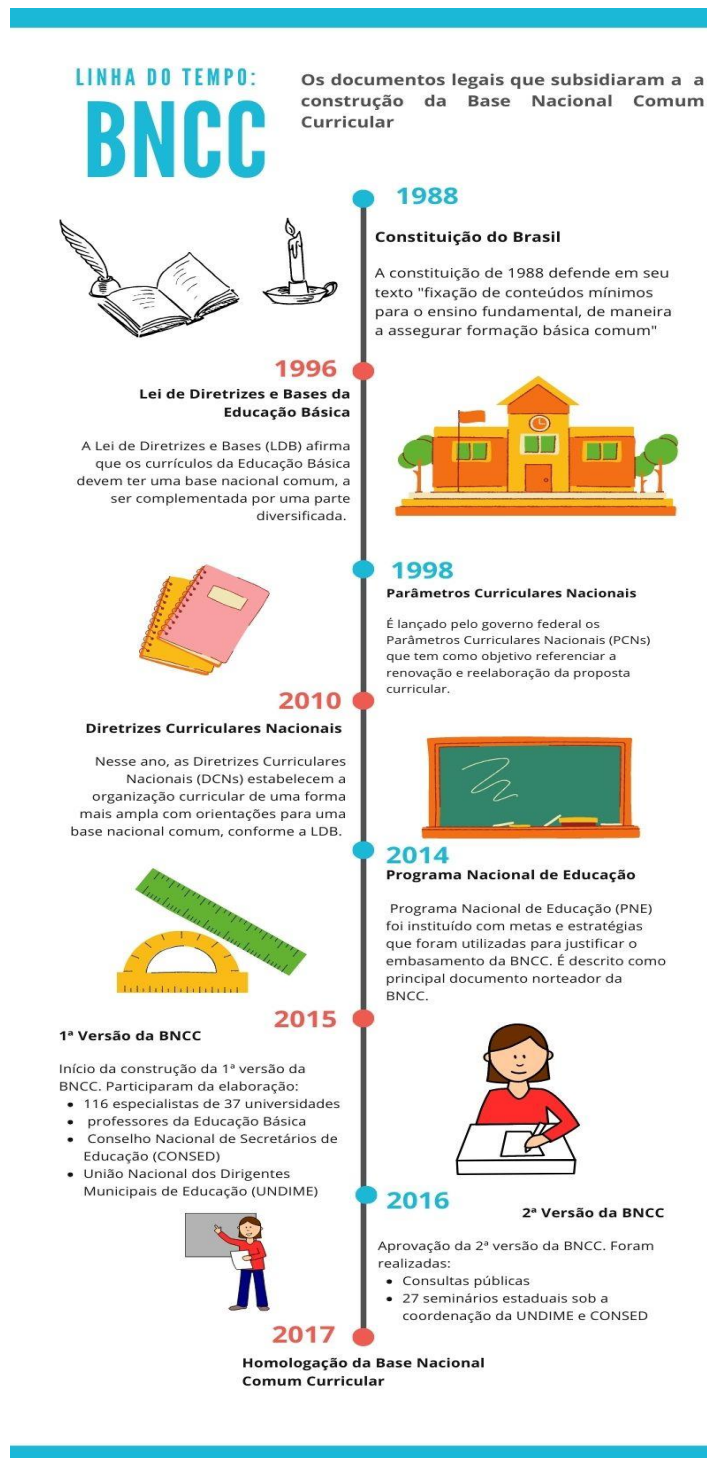 LINHA DO TEMPO:
BNCC
Os documentos legais que subsidiaram a a
construção da Base Nacional Comum
Curricular
1988
Constituição do Brasil
A constituição de 1988 defende em seu
texto "fixação de conteúdos mínimos
para o ensino fundamental, de maneira
a assegurar formação básica comum"
1996
Lei de Diretrizes e Bases da
Educação Básica
A Lei de Diretrizes e Bases (LDB) afirma
que os currículos da Educação Básica
devem ter uma base nacional comum, a
ser complementada por uma parte
diversificada.
1998
Parâmetros Curriculares Nacionais
É lançado pelo governo federal os
Parâmetros Curriculares Nacionais (PCNs)
que tem como objetivo referenciar a
renovação e reelaboração da proposta
curricular.
2010
Diretrizes Curriculares Nacionais
Nesse ano, as Diretrizes Curriculares
Nacionais (DCNs) estabelecem a
organização curricular de uma forma
mais ampla com orientações para uma
base nacional comum, conforme a LDB.
2014
Programa Nacional de Educação
Programa Nacional de Educação (PNE)
foi instituído com metas e estratégias
que foram utilizadas para justificar o
embasamento da BNCC. É descrito como
principal documento norteador da
BNCC.
2015
1ª Versão da BNCC
Início da construção da 1ª versão da
BNCC. Participaram da elaboração:
• 116 especialistas de 37 universidades
• professores da Educação Básica
• Conselho Nacional de Secretários de
Educação (CONSED)
• União Nacional dos Dirigentes
Municipais de Educação (UNDIME)
2016
2ª Versão da BNCC
Aprovação da 2ª versão da BNCC. Foram
realizadas:
• Consultas públicas
• 27 seminários estaduais sob a
coordenação da UNDIME e CONSED
2017
Homologação da Base Nacional
Comum Curricular